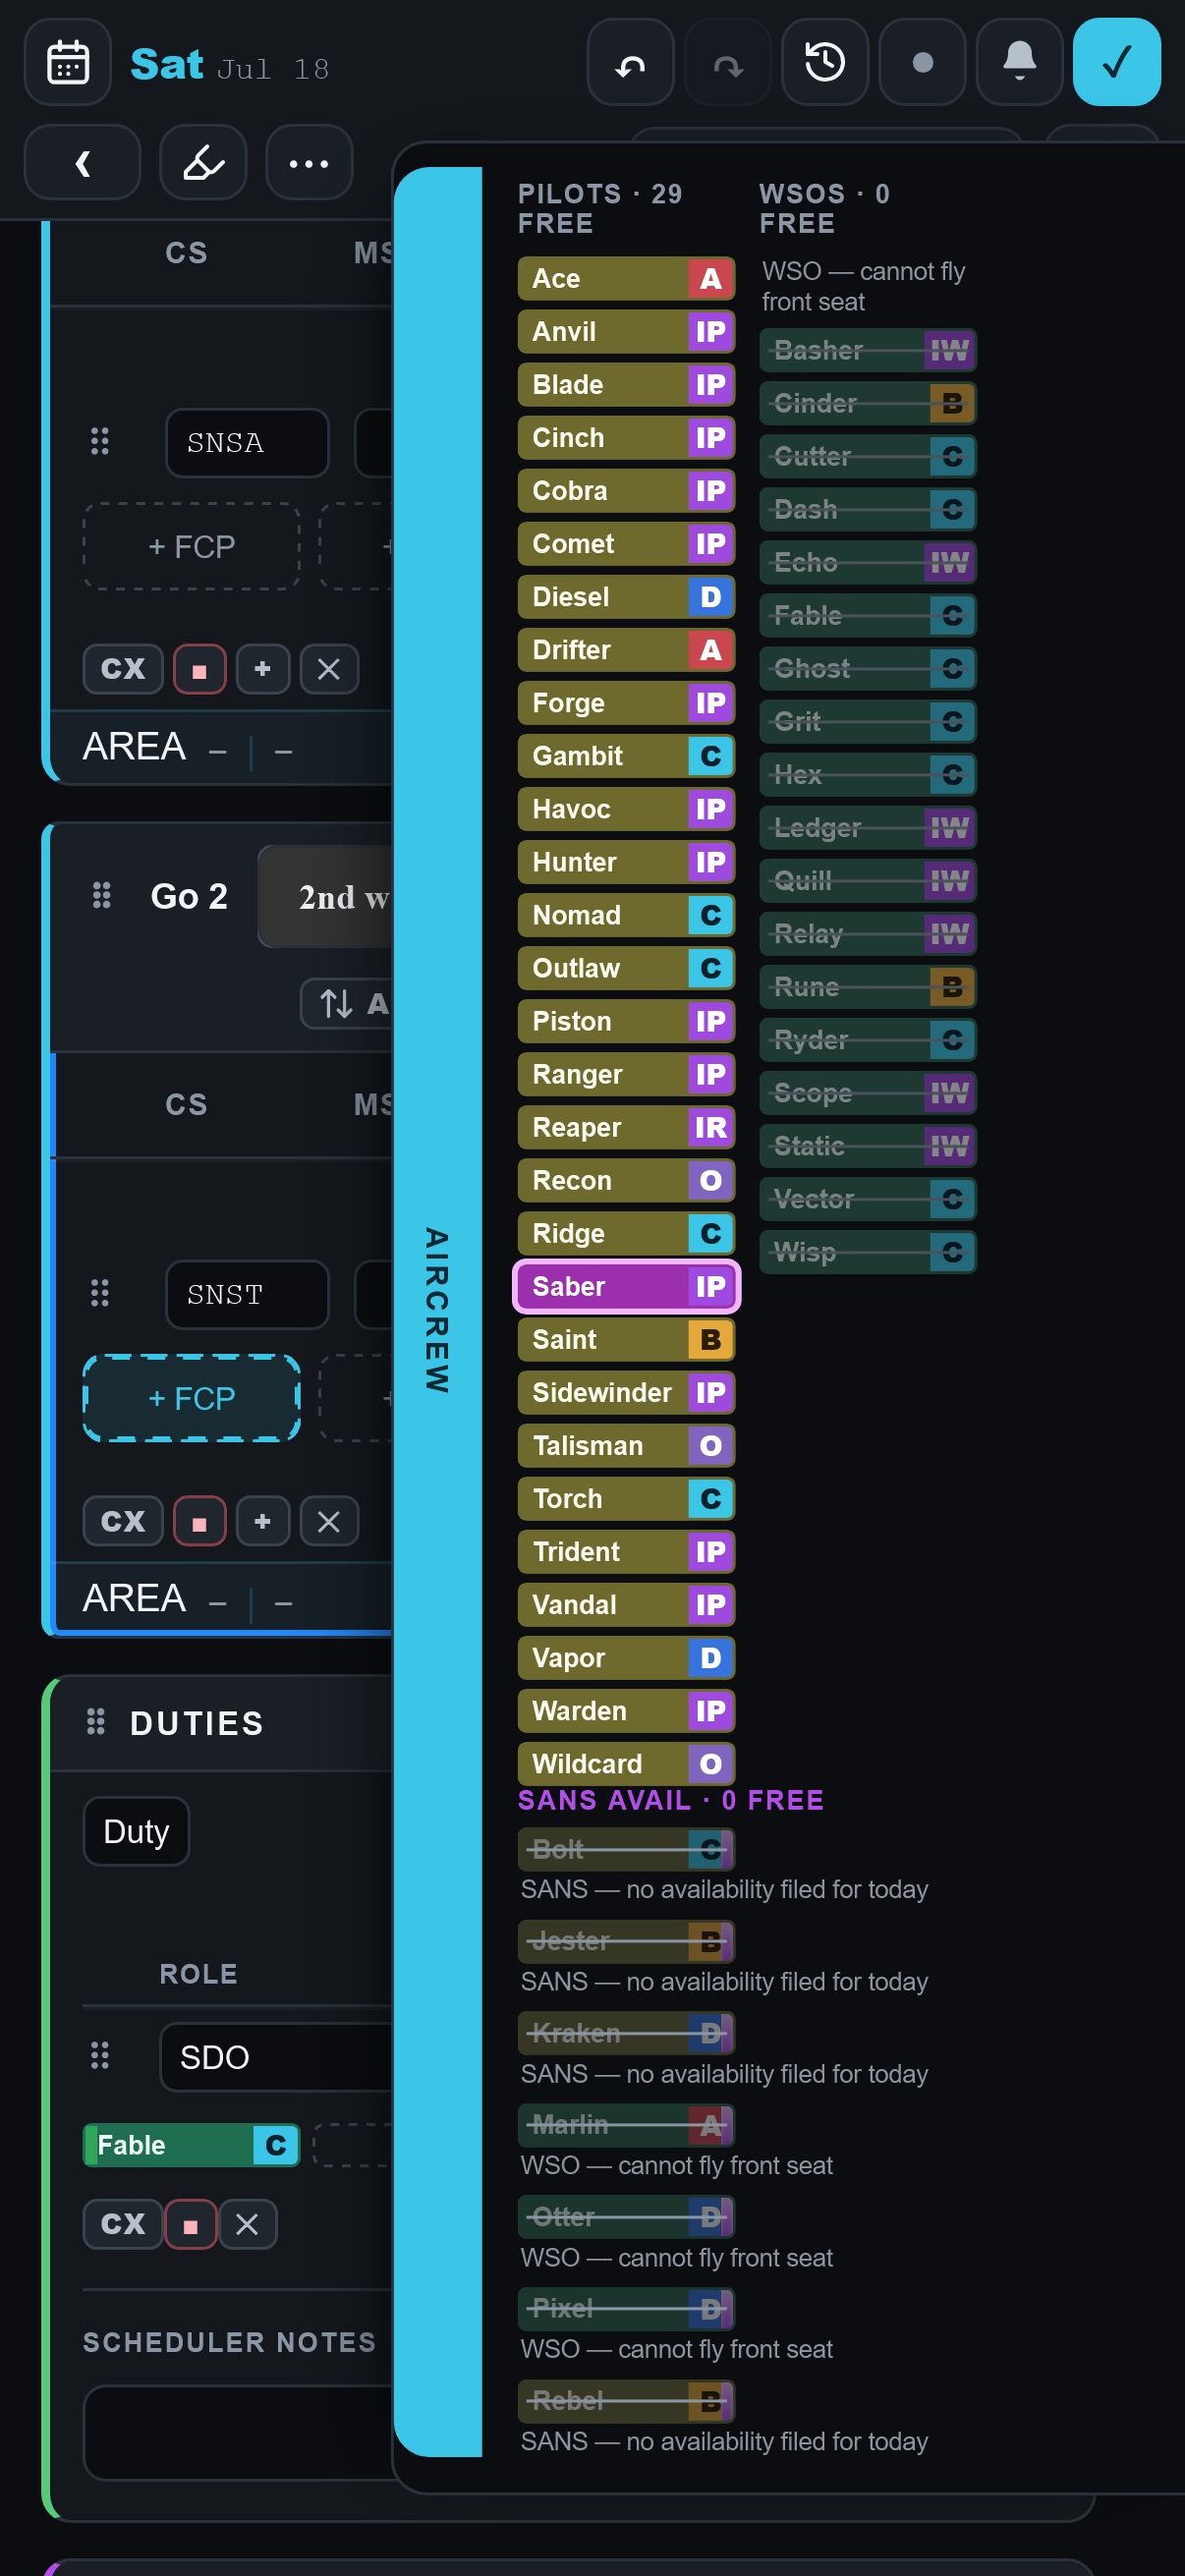 Sat Jul 18
CS
MS
SNSA
+ FCP
CX
+
AREA – –
Go 2
2nd w
A
CS
MS
SNST
+ FCP
CX
+
AREA – –
DUTIES
Duty
ROLE
SDO
Fable C
CX
SCHEDULER NOTES
AIRCREW
PILOTS · 29
FREE
Ace A
Anvil IP
Blade IP
Cinch IP
Cobra IP
Comet IP
Diesel D
Drifter A
Forge IP
Gambit C
Havoc IP
Hunter IP
Nomad C
Outlaw C
Piston IP
Ranger IP
Reaper IR
Recon O
Ridge C
Saber IP
Saint B
Sidewinder IP
Talisman O
Torch C
Trident IP
Vandal IP
Vapor D
Warden IP
Wildcard O
WSOS · 0
FREE
WSO — cannot fly
front seat
Basher IW
Cinder B
Cutter C
Dash C
Echo IW
Fable C
Ghost C
Grit C
Hex C
Ledger IW
Quill IW
Relay IW
Rune B
Ryder C
Scope IW
Static IW
Vector C
Wisp C
SANS AVAIL · 0 FREE
Bolt C
SANS — no availability filed for today
Jester B
SANS — no availability filed for today
Kraken D
SANS — no availability filed for today
Marlin A
WSO — cannot fly front seat
Otter D
WSO — cannot fly front seat
Pixel D
WSO — cannot fly front seat
Rebel B
SANS — no availability filed for today